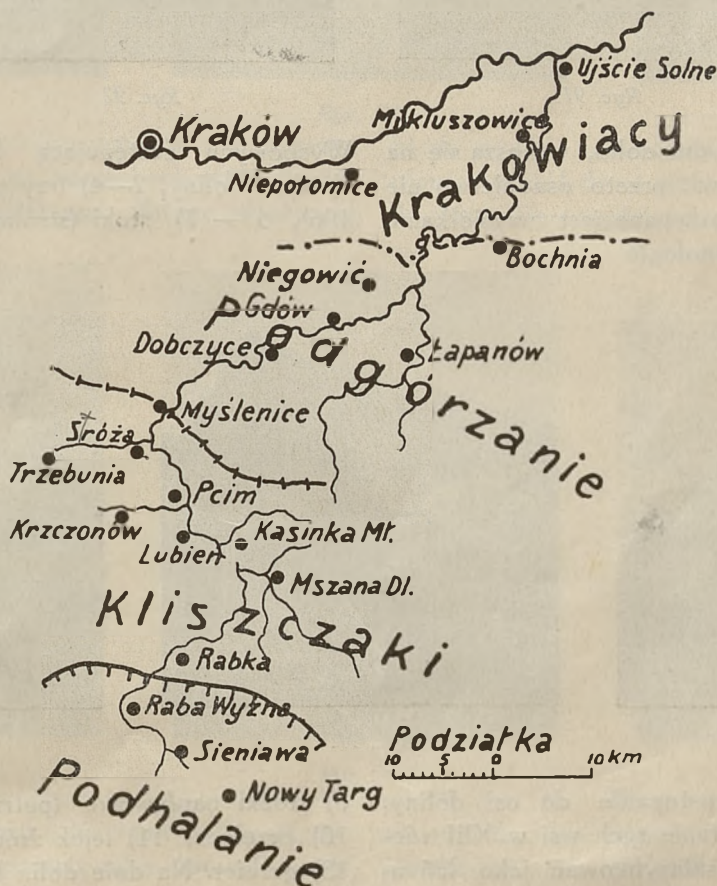 Ujście Solne
Mikluszowice
Kraków
Krakowiacy
Niepołomice
Bochnia
Niegowić
Gdów
Pagórzanie
Dobczyce
Łapanów
Myślenice
Stróża
Trzebunia
Pcim
Krzczonów
Kasinka Mł.
Lubień
Mszana Dl.
Kliszczaki
Rabka
Raba Wyżna
Sieniawa
Podziałka
10 5 0 10 km
Nowy Targ
Podhalanie